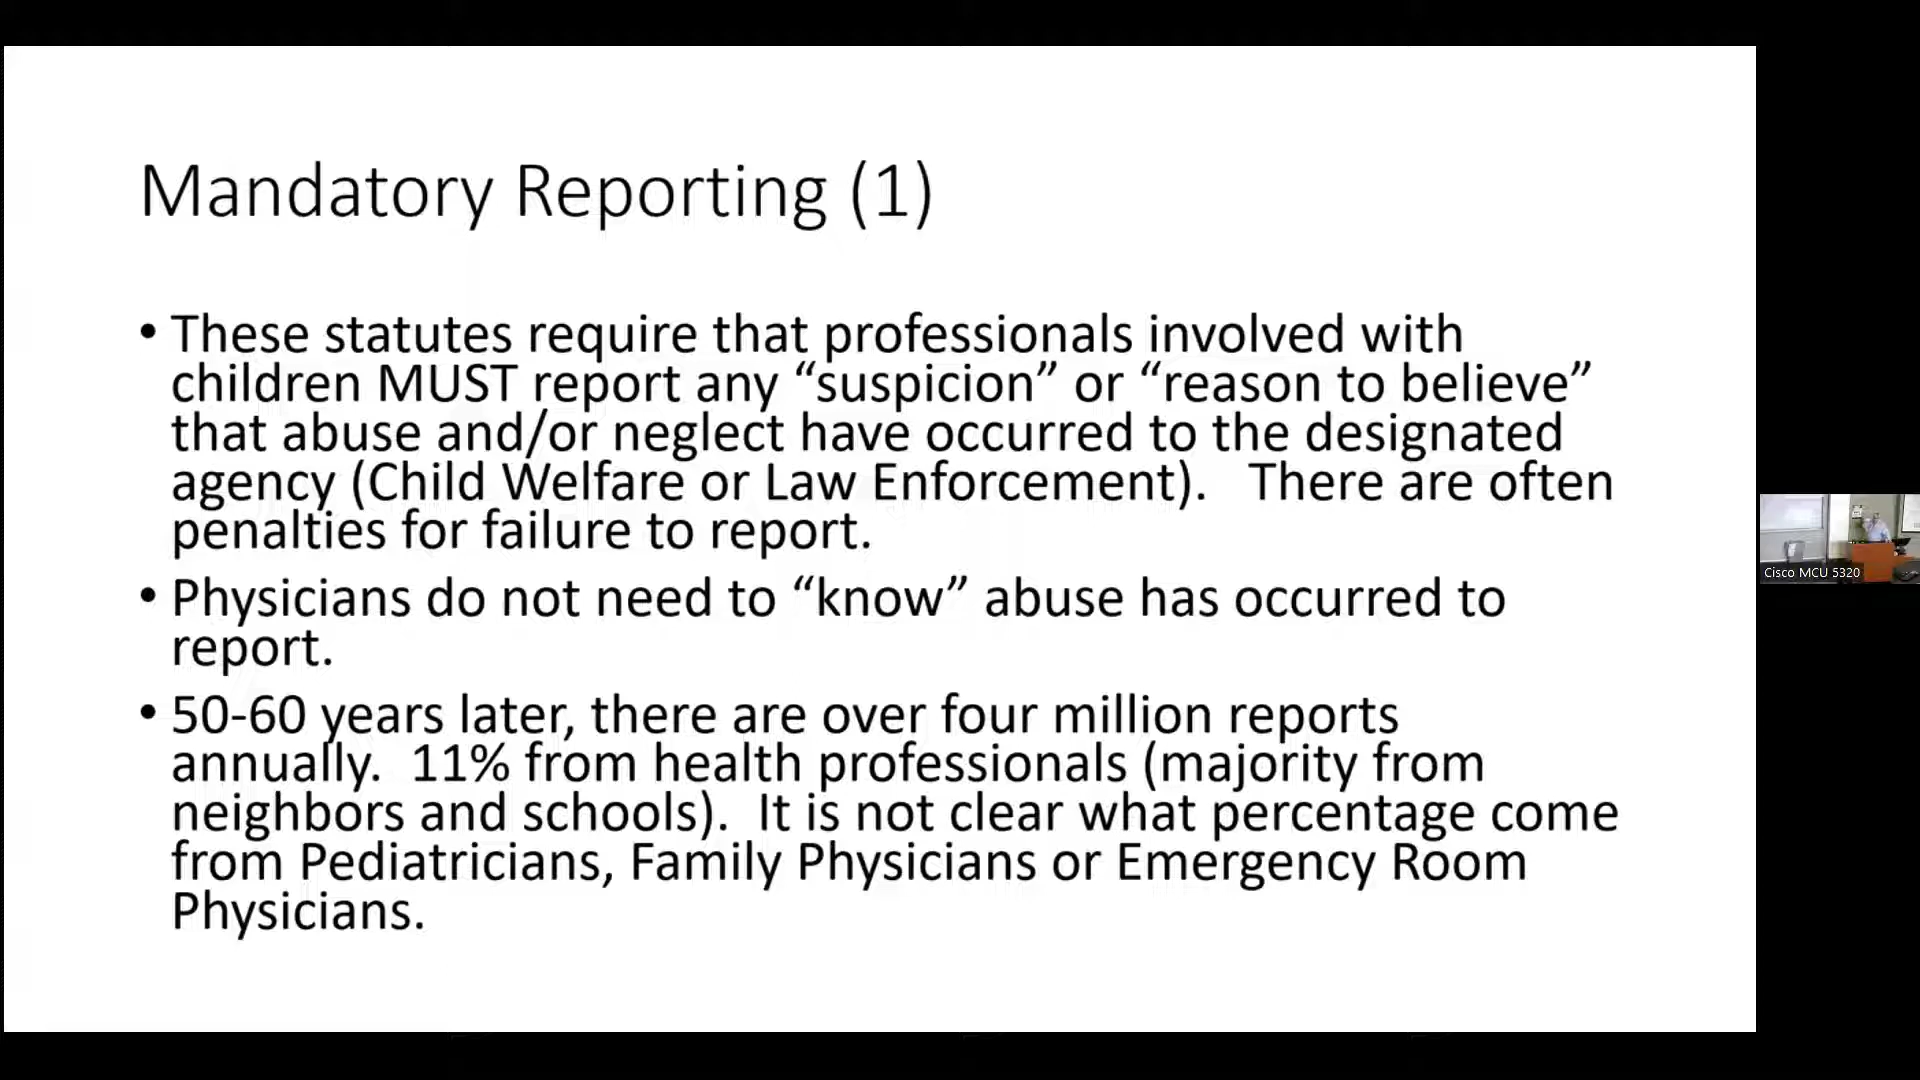 Mandatory Reporting (1)
• These statutes require that professionals involved with
children MUST report any “suspicion” or “reason to believe”
that abuse and/or neglect have occurred to the designated
agency (Child Welfare or Law Enforcement).   There are often
penalties for failure to report.
• Physicians do not need to “know” abuse has occurred to
report.
• 50-60 years later, there are over four million reports
annually.  11% from health professionals (majority from
neighbors and schools).  It is not clear what percentage come
from Pediatricians, Family Physicians or Emergency Room
Physicians.
Cisco MCU 5320